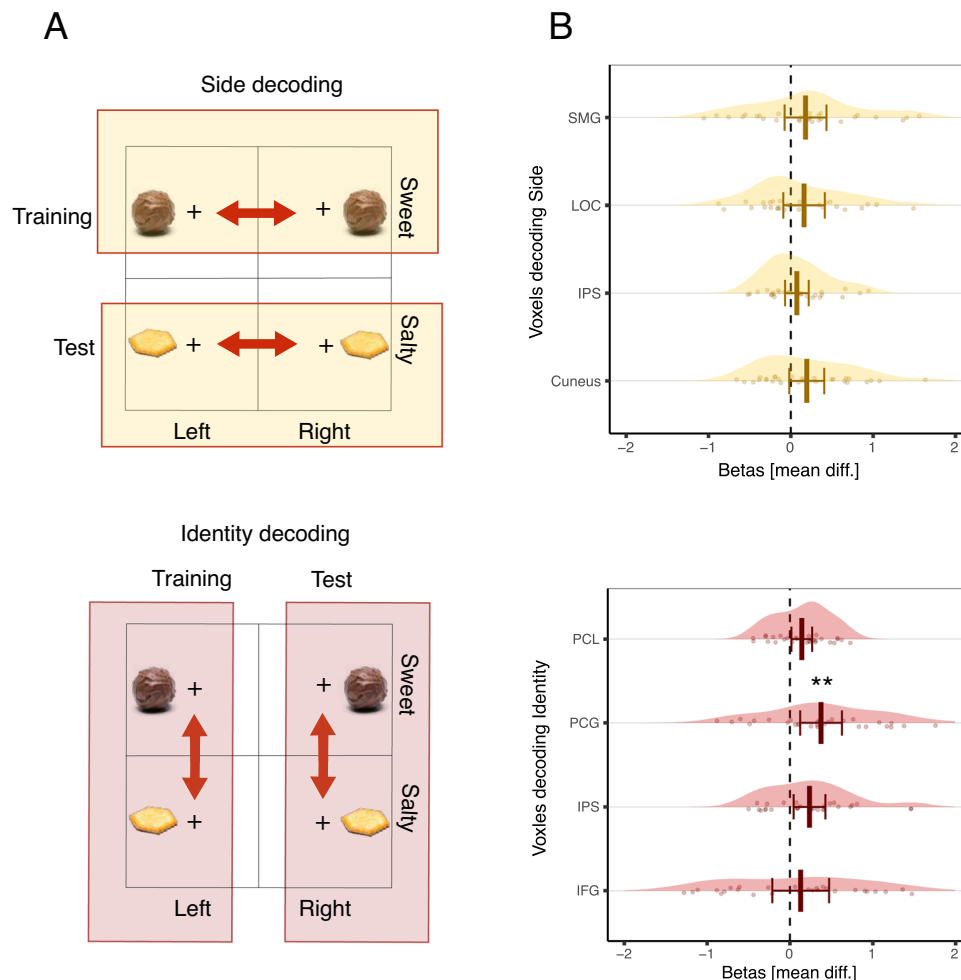 A
Side decoding
Training
+
+
Sweet
Test
+
+
Salty
Left
Right
Identity decoding
Training
Test
+
+
Sweet
+
+
Salty
Left
Right
B
Voxels decoding Side
SMG
LOC
IPS
Cuneus
−2
−1
0
1
2
Betas [mean diff.]
Voxles decoding Identity
PCL
**
PCG
IPS
IFG
−2
−1
0
1
2
Betas [mean diff.]